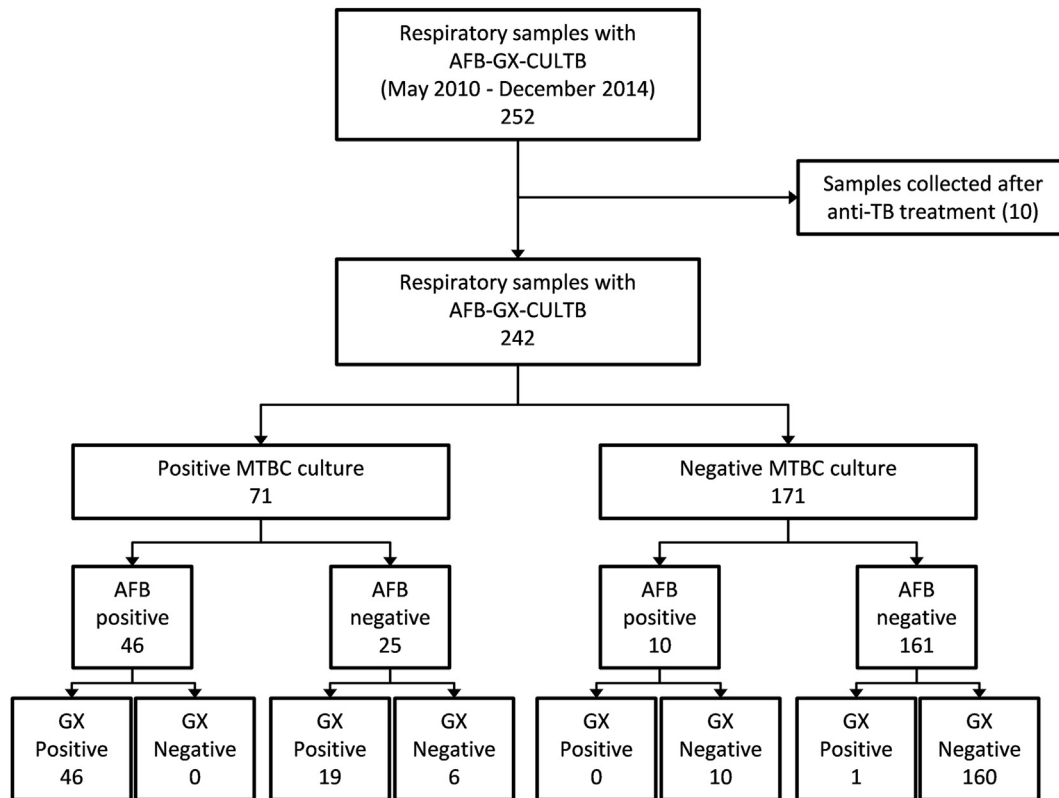 Respiratory samples with
AFB-GX-CULTB
(May 2010 - December 2014)
252
Samples collected after
anti-TB treatment (10)
Respiratory samples with
AFB-GX-CULTB
242
Positive MTBC culture
71
Negative MTBC culture
171
AFB
positive
46
AFB
negative
25
AFB
positive
10
AFB
negative
161
GX
Positive
46
GX
Negative
0
GX
Positive
19
GX
Negative
6
GX
Positive
0
GX
Negative
10
GX
Positive
1
GX
Negative
160